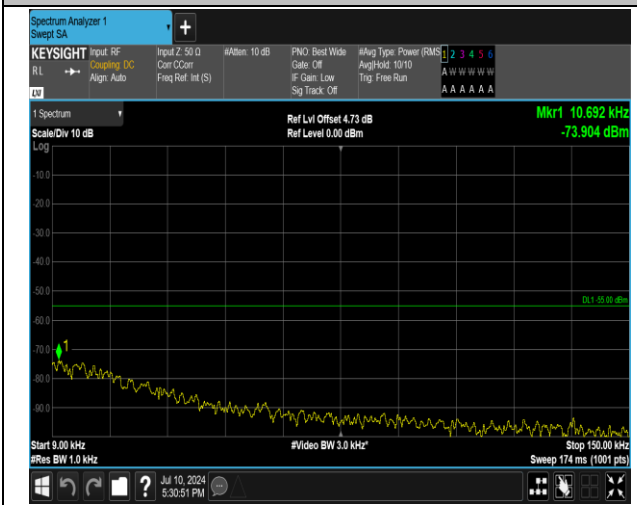 Spectrum Analyzer 1
Swept SA
+
KEYSIGHT
RL
Input: RF
Coupling: DC
Align: Auto
Input Z: 50 Ω
Corr CCorr
Freq Ref: Int (S)
#Atten: 10 dB
PNO: Best Wide
Gate: Off
IF Gain: Low
Sig Track: Off
#Avg Type: Power (RMS
Avg|Hold: 10/10
Trig: Free Run
1 2 3 4 5 6
A W W W W W
A A A A A A
1 Spectrum
Scale/Div 10 dB
Ref Lvl Offset 4.73 dB
Ref Level 0.00 dBm
Mkr1 10.692 kHz
-73.904 dBm
Log
-10.0
-20.0
-30.0
-40.0
-50.0
DL1 -55.00 dBm
-60.0
-70.0
1
-80.0
-90.0
Start 9.00 kHz
#Video BW 3.0 kHz*
Stop 150.00 kHz
#Res BW 1.0 kHz
Sweep 174 ms (1001 pts)
?
Jul 10, 2024
5:30:51 PM